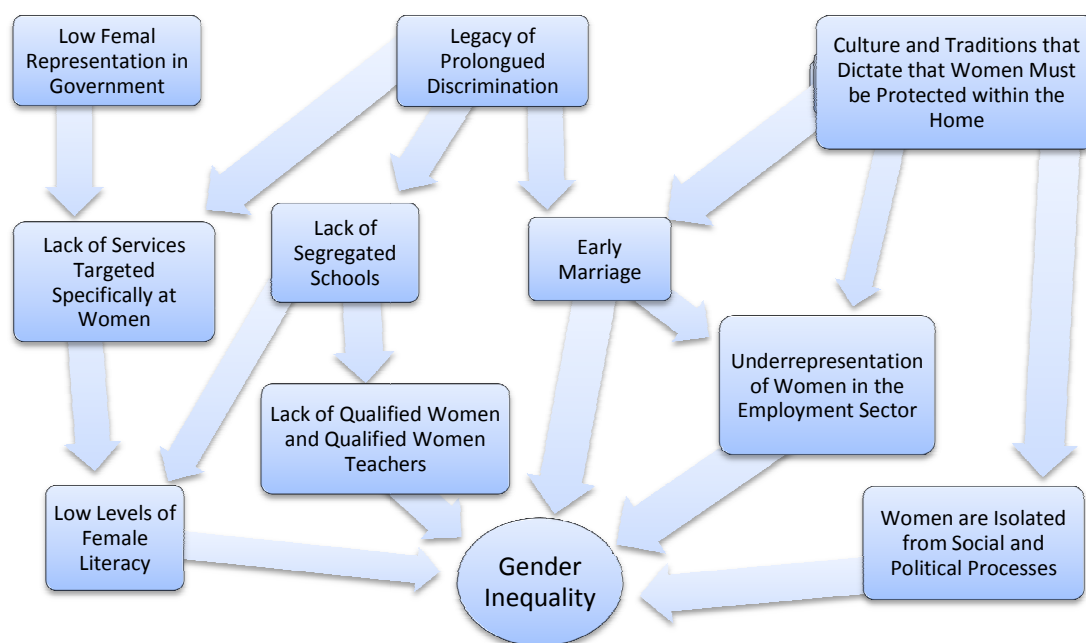 Low Femal
Representation in
Government
Legacy of
Prolongued
Discrimination
Culture and Traditions that
Dictate that Women Must
be Protected within the
Home
Lack of Services
Targeted
Specifically at
Women
Lack of
Segregated
Schools
Early
Marriage
Underrepresentation
of Women in the
Employment Sector
Lack of Qualified Women
and Qualified Women
Teachers
Low Levels of
Female
Literacy
Gender
Inequality
Women are Isolated
from Social and
Political Processes